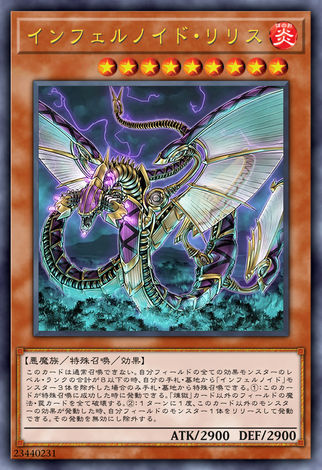 インフェルノイド・リリス
炎
ほのお
【悪魔族／特殊召喚／効果】
このカードは通常召喚できない。自分フィールドの全ての効果モンスターのレ
ベル・ランクの合計が８以下の時、自分の手札・墓地から「インフェルノイド」モ
ンスター３体を除外した場合のみ手札・墓地から特殊召喚できる。①：このカー
ドが特殊召喚に成功した時に発動できる。「煉獄」カード以外のフィールドの魔
法・罠カードを全て破壊する。②：１ターンに１度、このカード以外のモンスター
の効果が発動した時、自分フィールドのモンスター１体をリリースして発動
できる。その発動を無効にし除外する。
ATK/2900 DEF/2900
23440231